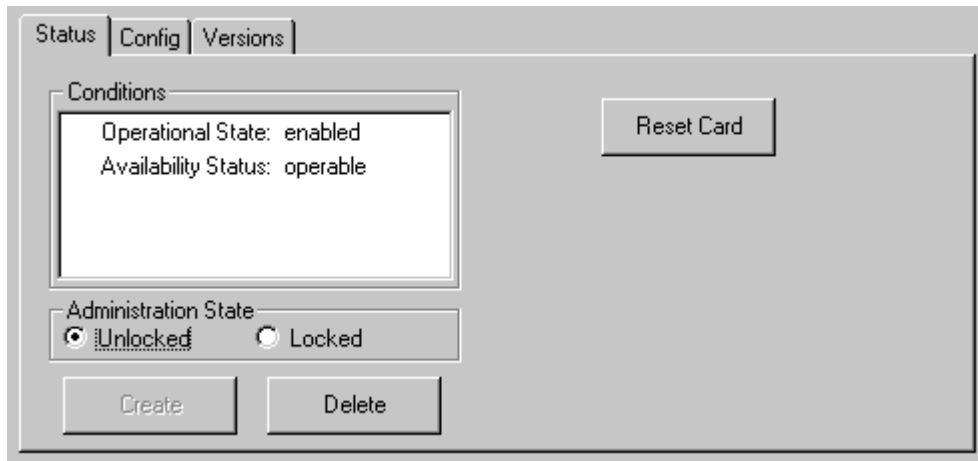 Status Config Versions
Conditions
Operational State: enabled
Availability Status: operable
Reset Card
Administration State
Unlocked Locked
Create Delete